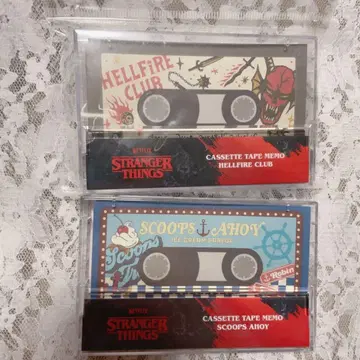 HELLFIRE
CLUB
NETFLIX
STRANGER
THINGS
CASSETTE TAPE MEMO
HELLFIRE CLUB
SCOOPS AHOY
Scoops
Robin
NETFLIX
STRANGER
THINGS
CASSETTE TAPE MEMO
SCOOPS AHOY